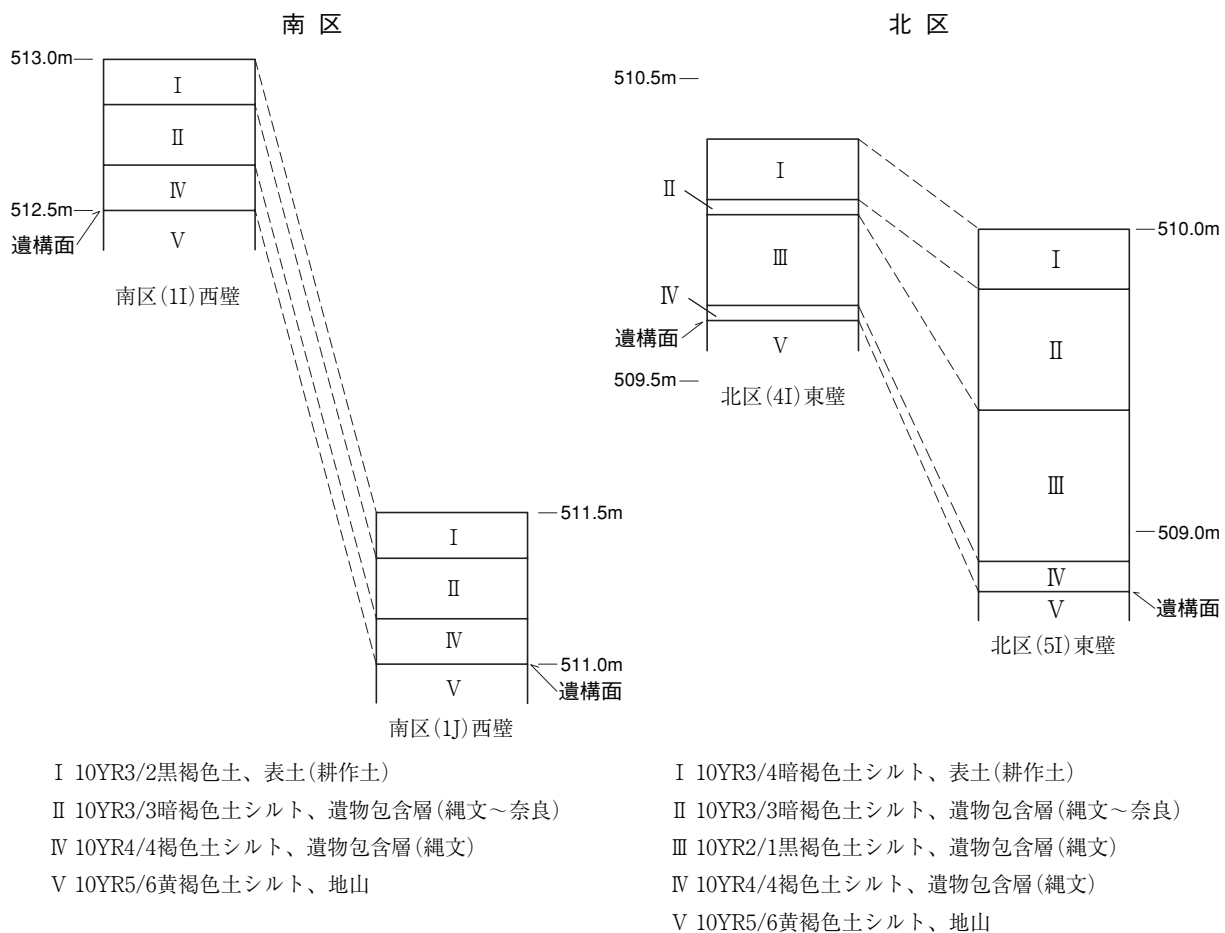 南 区
513.0m
Ⅰ
Ⅱ
Ⅳ
512.5m
遺構面
Ⅴ
南区(1I)西壁
511.5m
Ⅰ
Ⅱ
Ⅳ
511.0m
遺構面
Ⅴ
南区(1J)西壁
北 区
510.5m
Ⅰ
Ⅱ
Ⅲ
Ⅳ
遺構面
Ⅴ
509.5m
北区(4I)東壁
510.0m
Ⅰ
Ⅱ
Ⅲ
509.0m
Ⅳ
Ⅴ
遺構面
北区(5I)東壁
Ⅰ 10YR3/2黒褐色土、表土(耕作土)
Ⅱ 10YR3/3暗褐色土シルト、遺物包含層(縄文～奈良)
Ⅳ 10YR4/4褐色土シルト、遺物包含層(縄文)
Ⅴ 10YR5/6黄褐色土シルト、地山
Ⅰ 10YR3/4暗褐色土シルト、表土(耕作土)
Ⅱ 10YR3/3暗褐色土シルト、遺物包含層(縄文～奈良)
Ⅲ 10YR2/1黒褐色土シルト、遺物包含層(縄文)
Ⅳ 10YR4/4褐色土シルト、遺物包含層(縄文)
Ⅴ 10YR5/6黄褐色土シルト、地山